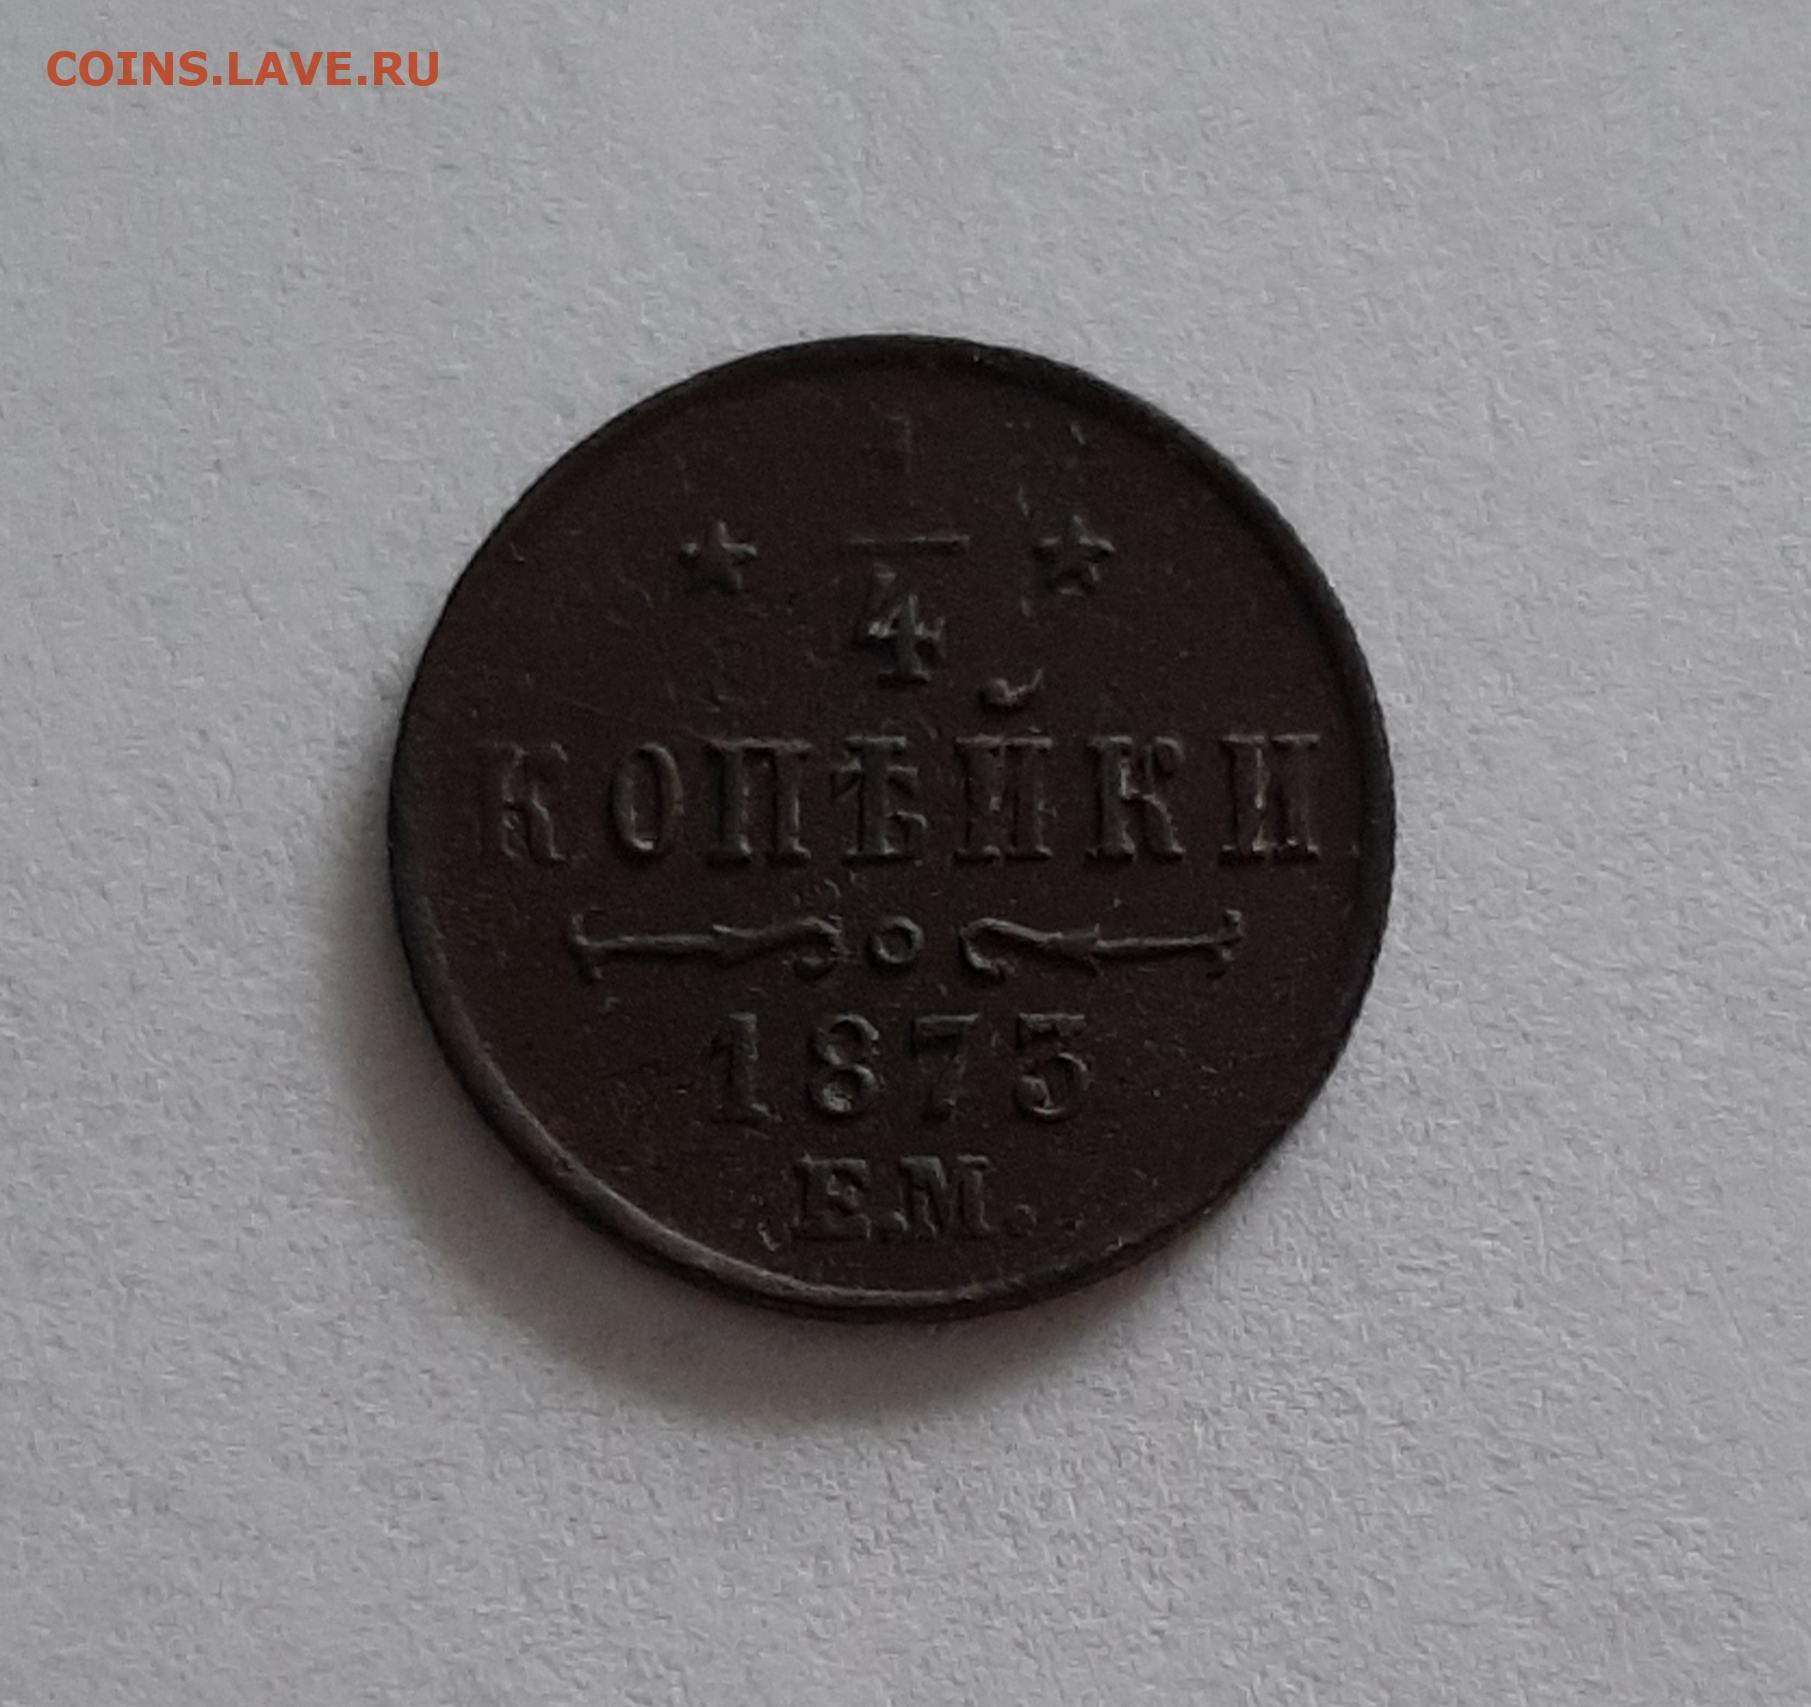 COINS.LAVE.RU
★ 1 ★
4
КОПѢЙКИ.
1873
Е.М.